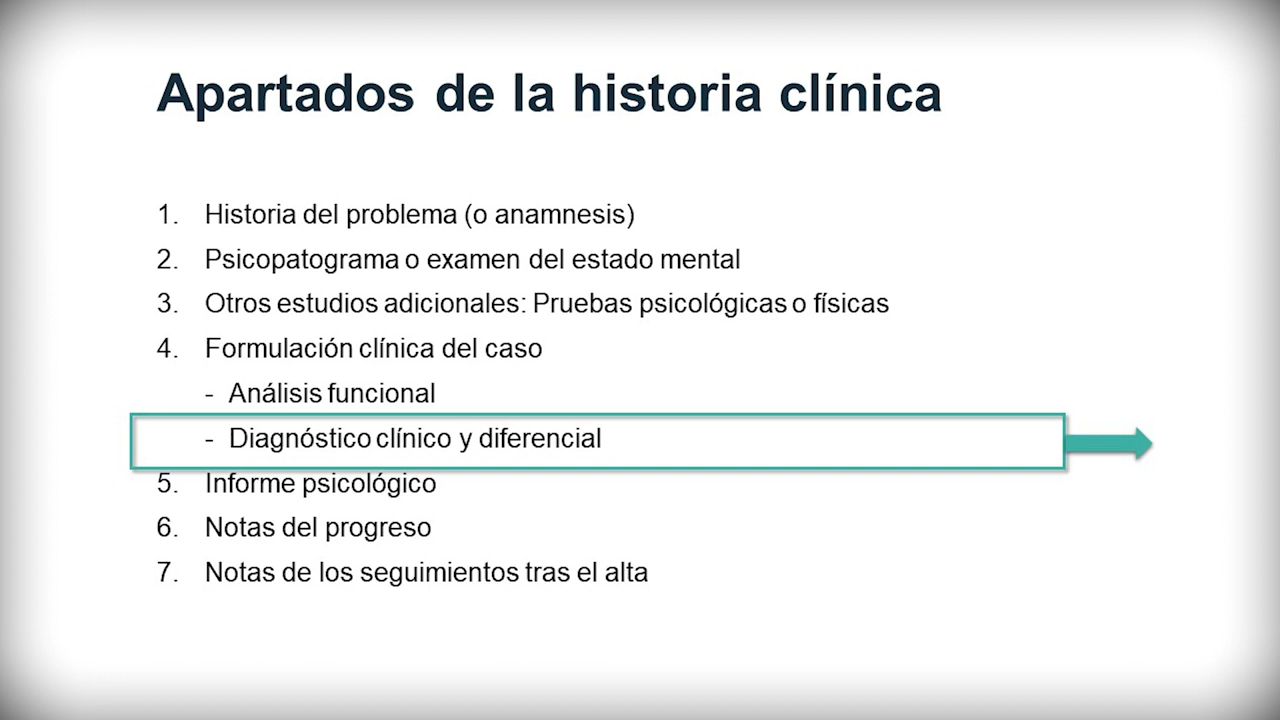 Apartados de la historia clínica
1. Historia del problema (o anamnesis)
2. Psicopatograma o examen del estado mental
3. Otros estudios adicionales: Pruebas psicológicas o físicas
4. Formulación clínica del caso
- Análisis funcional
- Diagnóstico clínico y diferencial
5. Informe psicológico
6. Notas del progreso
7. Notas de los seguimientos tras el alta